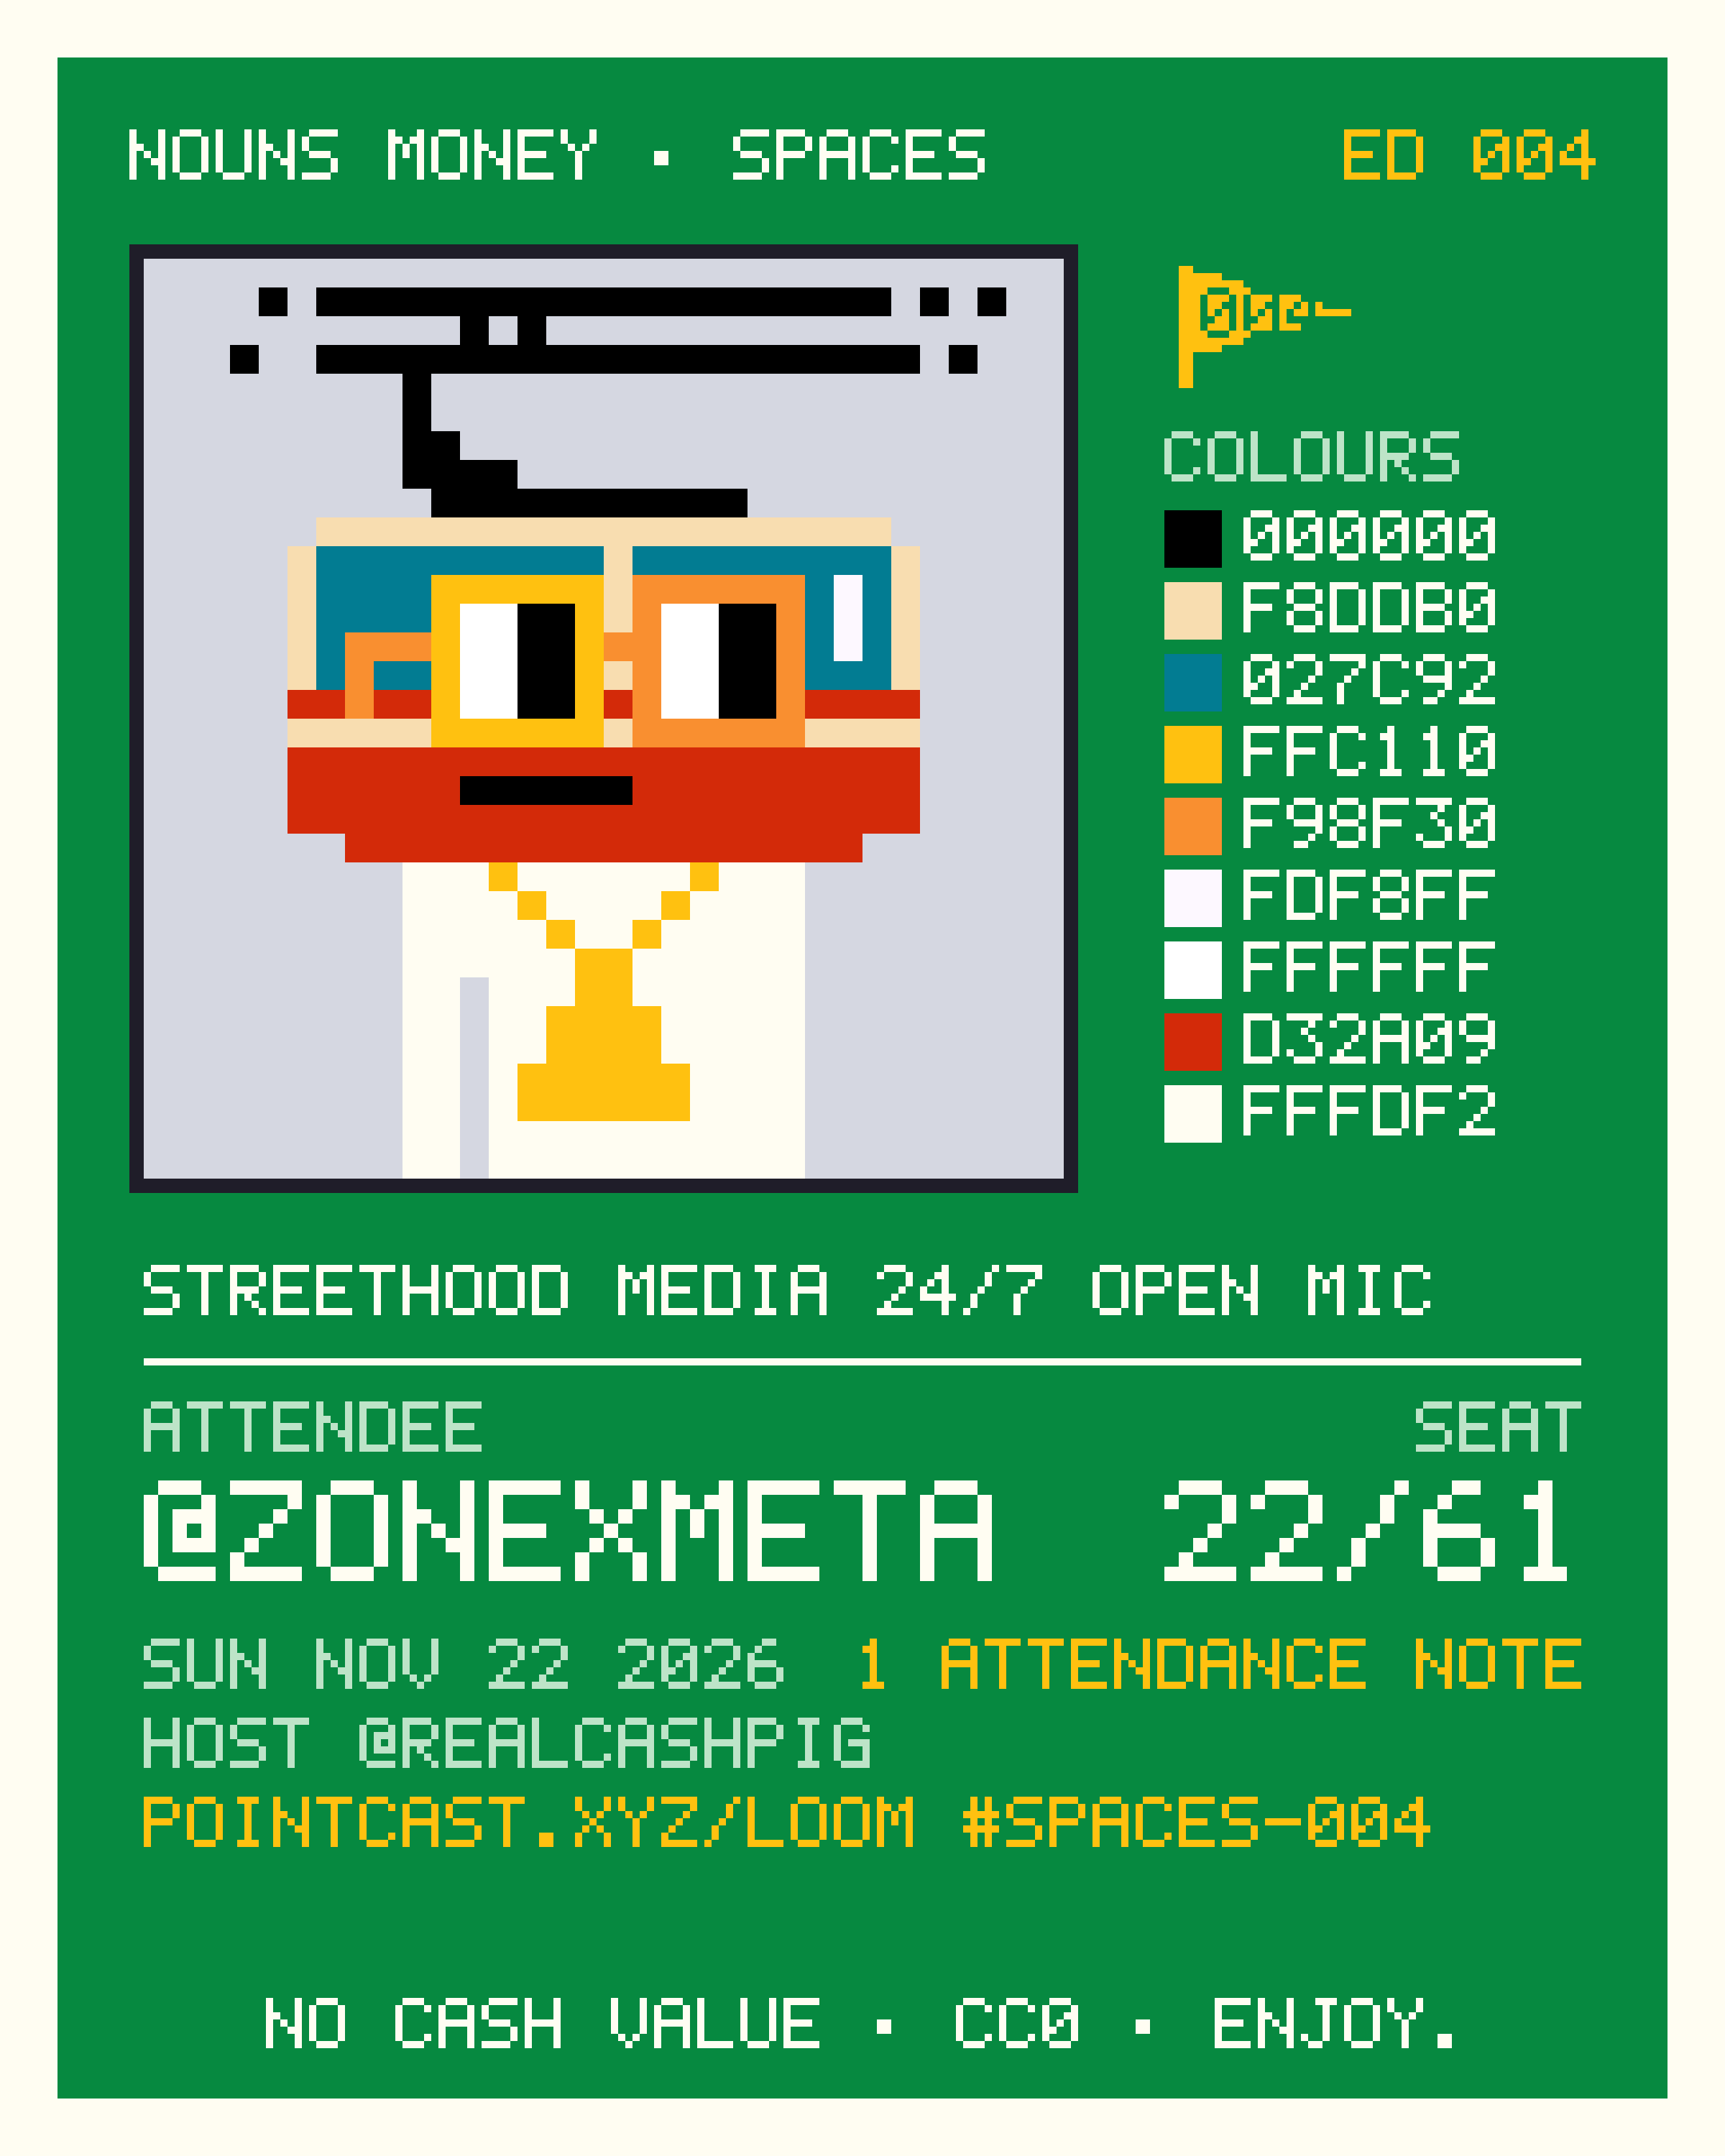 NOUNS MONEY · SPACES
ED 004
COLOURS
000000
F8DDB0
027C92
FFC110
F98F30
FDF8FF
FFFFFF
D32A09
FFFDF2
STREETHOOD MEDIA 24/7 OPEN MIC
ATTENDEE
SEAT
@ZONEXMETA
22/61
SUN NOV 22 2026
1 ATTENDANCE NOTE
HOST @REALCASHPIG
POINTCAST.XYZ/LOOM #SPACES-004
NO CASH VALUE · CC0 · ENJOY.